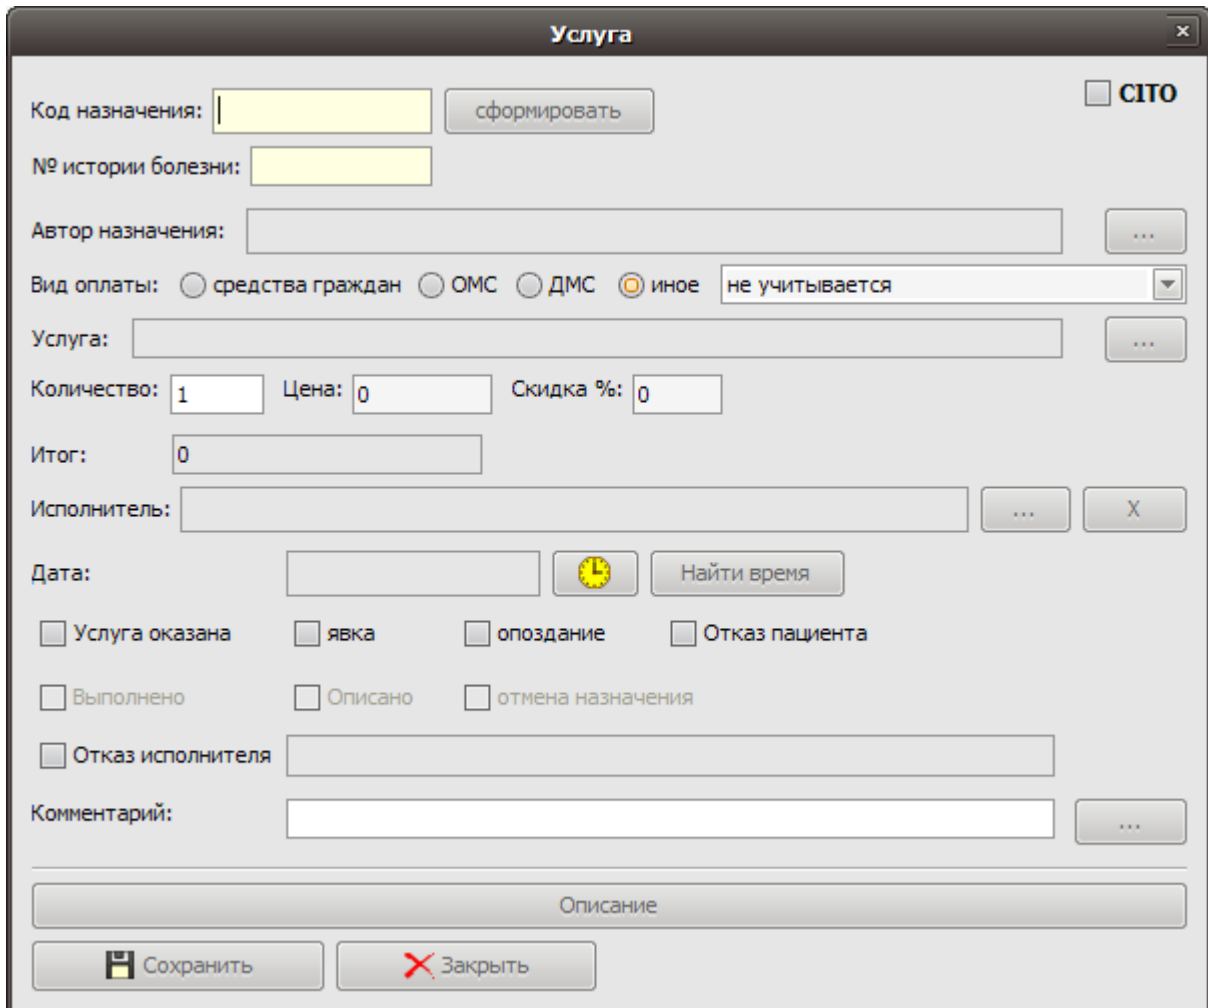 Услуга
Код назначения: сформировать CITO
№ истории болезни:
Автор назначения: ...
Вид оплаты: средства граждан ОМС ДМС иное не учитывается
Услуга: ...
Количество: 1 Цена: 0 Скидка %: 0
Итог: 0
Исполнитель: ... X
Дата: Найти время
Услуга оказана явка опоздание Отказ пациента
Выполнено Описано отмена назначения
Отказ исполнителя
Комментарий: ...
Описание
Сохранить Закрыть